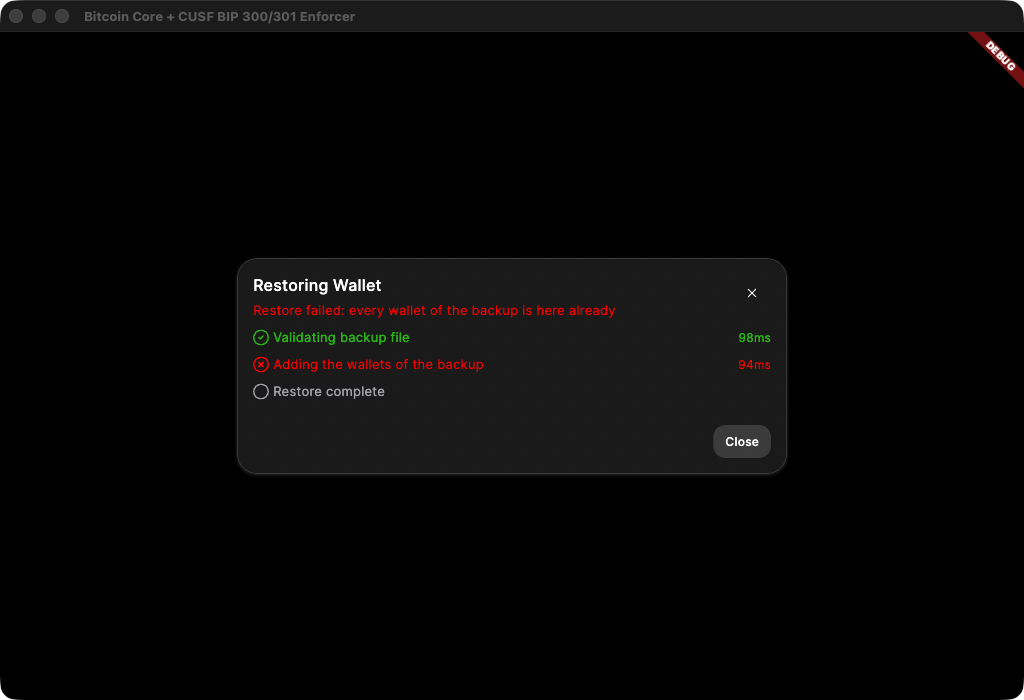 Bitcoin Core + CUSF BIP 300/301 Enforcer
DEBUG
Restoring Wallet
Restore failed: every wallet of the backup is here already
Validating backup file 98ms
Adding the wallets of the backup 94ms
Restore complete
Close